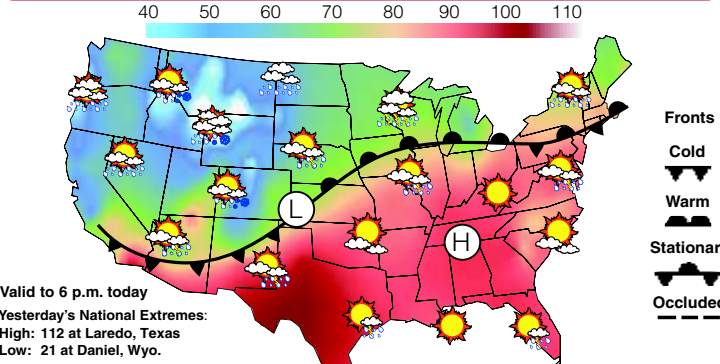 40 50 60 70 80 90 100 110
L
H
Fronts
Cold
Warm
Stationar
Occluded
Valid to 6 p.m. today
Yesterday's National Extremes:
High: 112 at Laredo, Texas
Low: 21 at Daniel, Wyo.